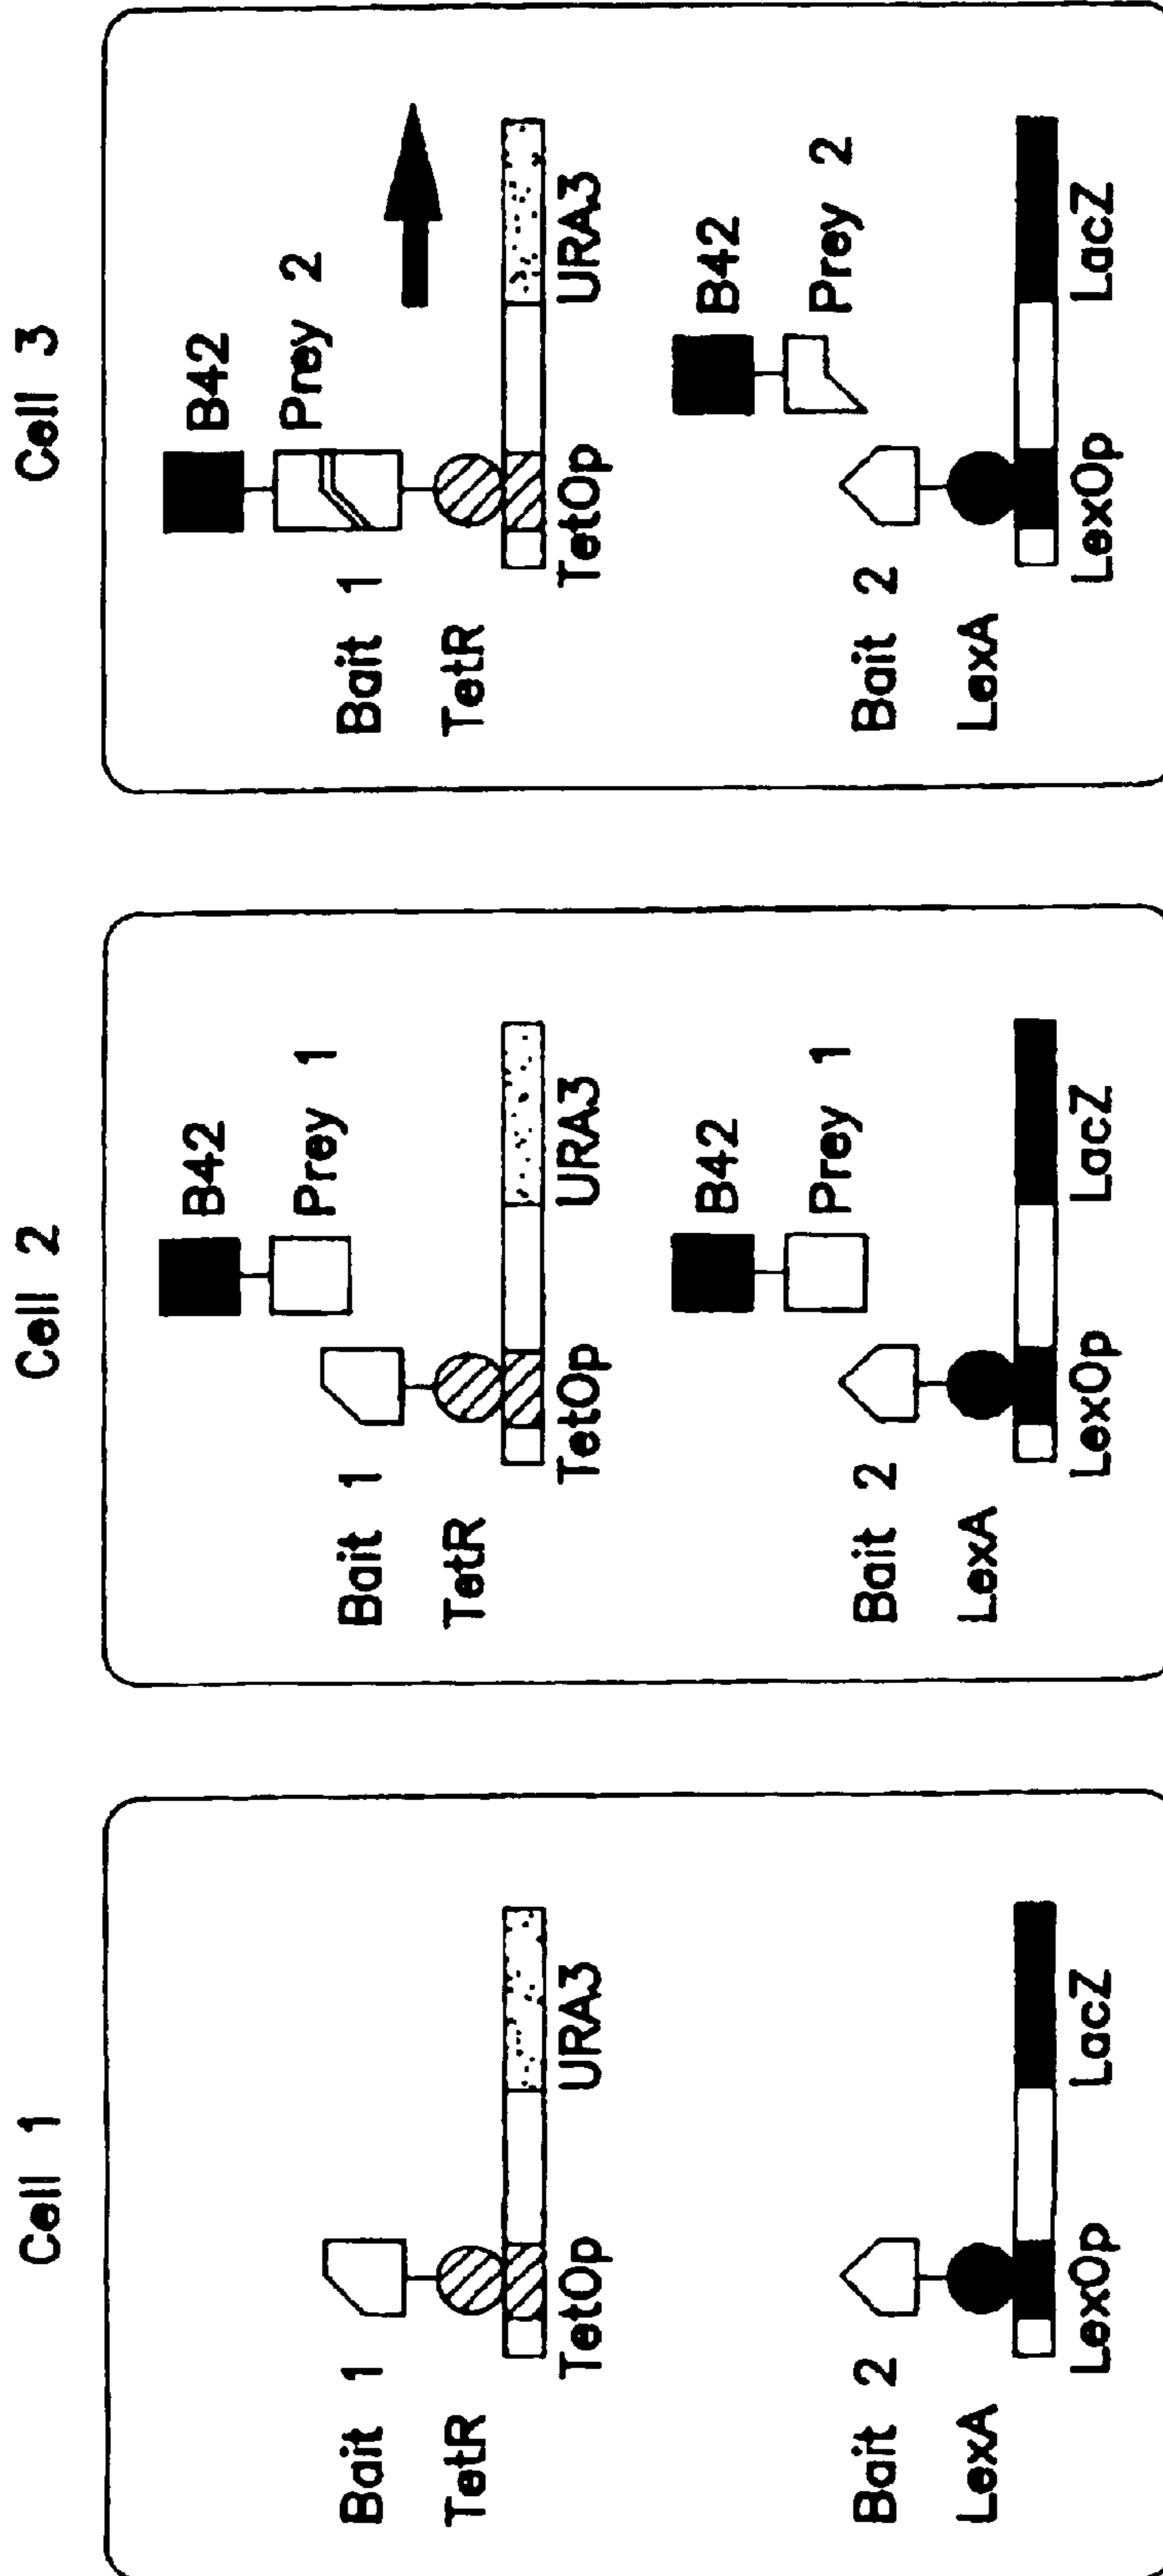 Cell 1
Bait 1
TetR
TetOp
URA3
Bait 2
LexA
LexOp
LacZ
Cell 2
B42
Prey 1
Bait 1
TetR
TetOp
URA3
B42
Prey 1
Bait 2
LexA
LexOp
LacZ
Cell 3
B42
Prey 2
Bait 1
TetR
TetOp
URA3
B42
Prey 2
Bait 2
LexA
LexOp
LacZ